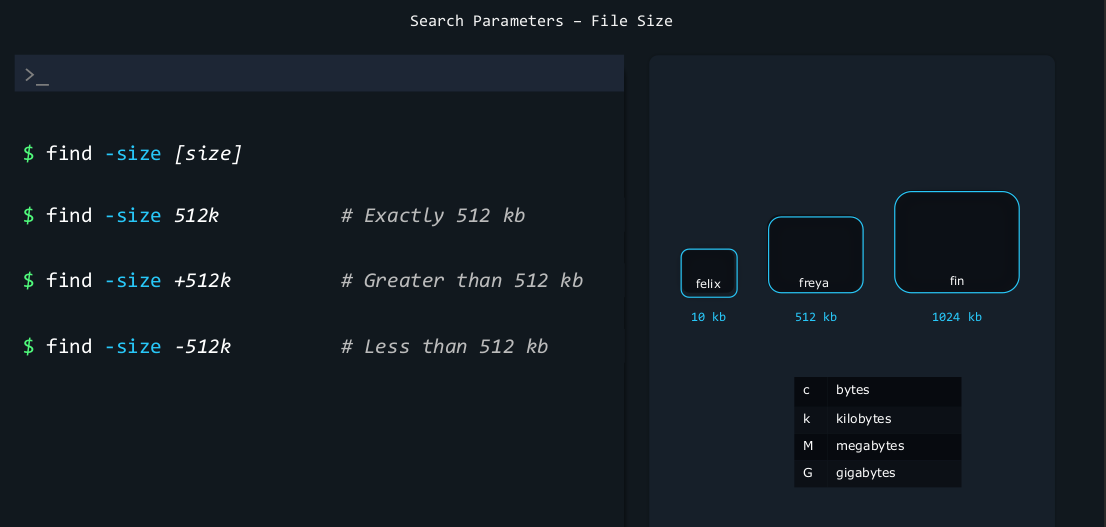 Search Parameters – File Size
>_
$ find -size [size]
$ find -size 512k # Exactly 512 kb
$ find -size +512k # Greater than 512 kb
$ find -size -512k # Less than 512 kb
felix freya fin
10 kb 512 kb 1024 kb
c bytes
k kilobytes
M megabytes
G gigabytes